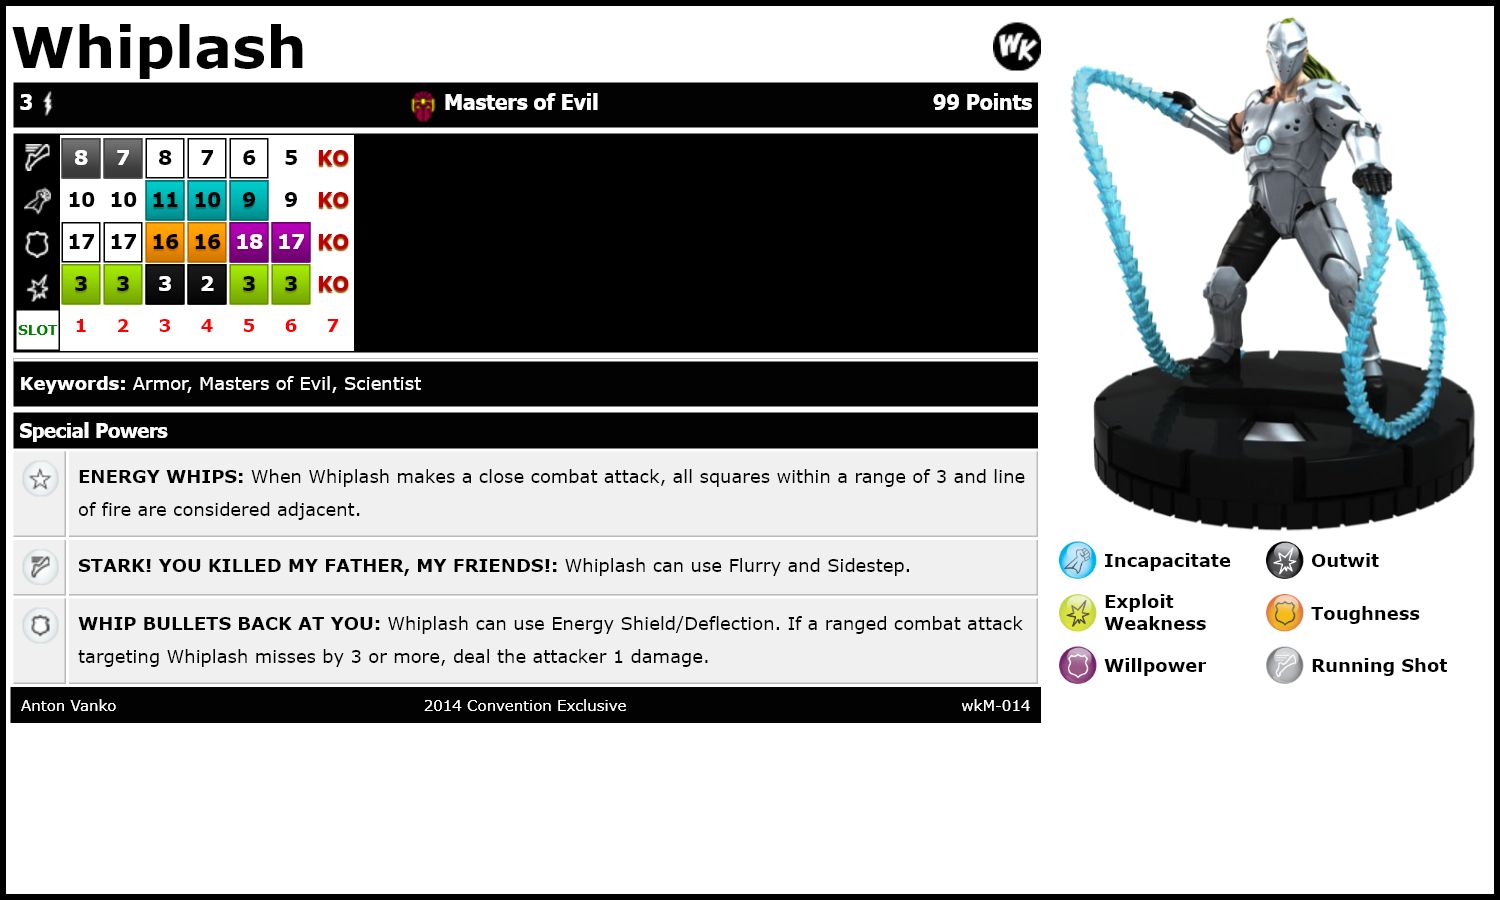 Whiplash
WK
3 Masters of Evil 99 Points
8 7 8 7 6 5 KO
10 10 11 10 9 9 KO
17 17 16 16 18 17 KO
3 3 3 2 3 3 KO
SLOT 1 2 3 4 5 6 7
Keywords: Armor, Masters of Evil, Scientist
Special Powers
ENERGY WHIPS: When Whiplash makes a close combat attack, all squares within a range of 3 and line
of fire are considered adjacent.
STARK! YOU KILLED MY FATHER, MY FRIENDS!: Whiplash can use Flurry and Sidestep.
WHIP BULLETS BACK AT YOU: Whiplash can use Energy Shield/Deflection. If a ranged combat attack
targeting Whiplash misses by 3 or more, deal the attacker 1 damage.
Anton Vanko 2014 Convention Exclusive wkM-014
Incapacitate Outwit
Exploit
Weakness Toughness
Willpower Running Shot